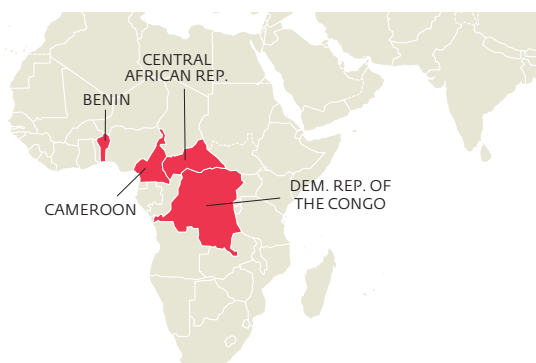 CENTRAL
AFRICAN REP.
BENIN
CAMEROON
DEM. REP. OF
THE CONGO